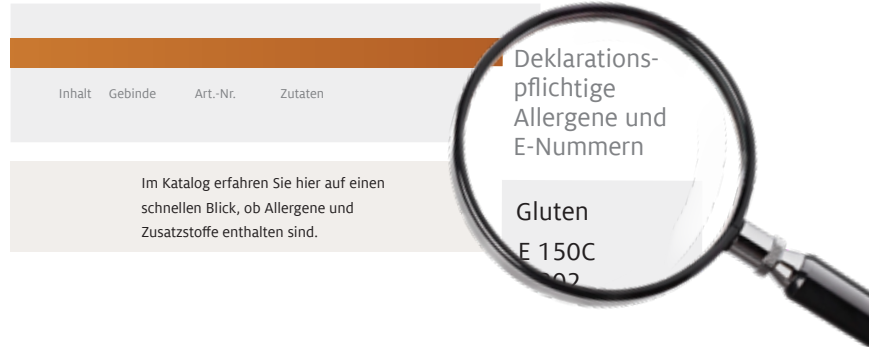 Inhalt Gebinde Art.-Nr. Zutaten
Deklarations-
pflichtige
Allergene und
E-Nummern
Im Katalog erfahren Sie hier auf einen
schnellen Blick, ob Allergene und
Zusatzstoffe enthalten sind.
Gluten
E 150C